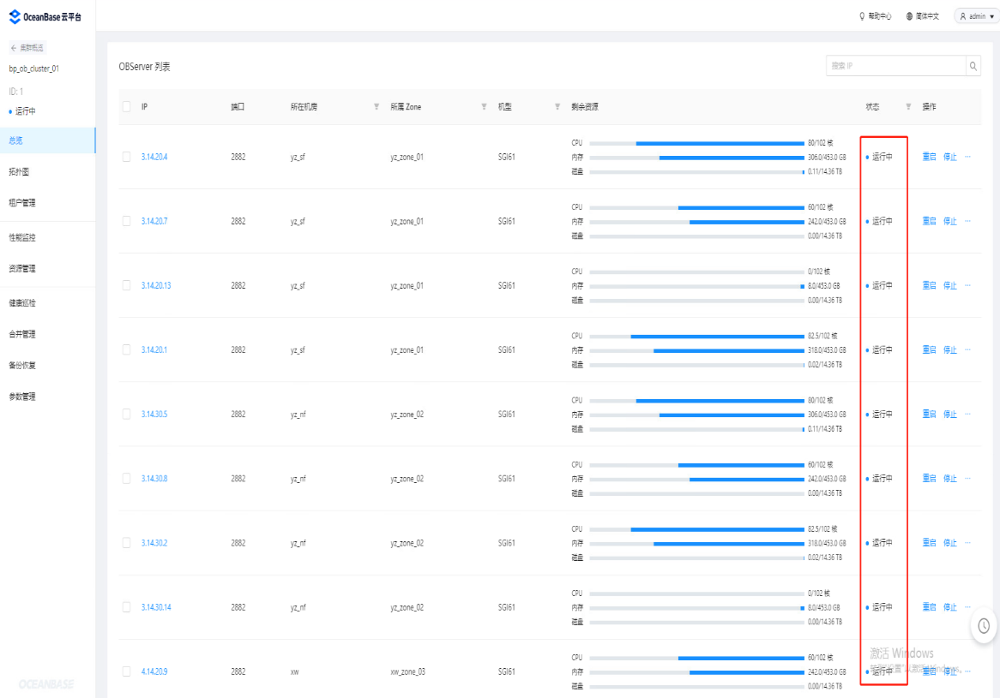 OceanBase 云平台
帮助中心 简体中文 admin
← 集群概览
bp_ob_cluster_01
ID: 1
运行中
总览
拓扑图
租户管理
性能监控
资源管理
健康巡检
合并管理
备份恢复
参数管理
OCEANBASE
OBServer 列表
搜索 IP
IP 端口 所在机房 所属 Zone 机型 剩余资源 状态 操作
CPU 80/102 核
3.14.20.4 2882 yz_sf yz_zone_01 SGI61 内存 306.0/453.0 GB 运行中 重启 停止 ···
磁盘 0.11/14.36 TB
CPU 60/102 核
3.14.20.7 2882 yz_sf yz_zone_01 SGI61 内存 242.0/453.0 GB 运行中 重启 停止 ···
磁盘 0.00/14.36 TB
CPU 0/102 核
3.14.20.13 2882 yz_sf yz_zone_01 SGI61 内存 8.0/453.0 GB 运行中 重启 停止 ···
磁盘 0.00/14.36 TB
CPU 82.5/102 核
3.14.20.1 2882 yz_sf yz_zone_01 SGI61 内存 318.0/453.0 GB 运行中 重启 停止 ···
磁盘 0.02/14.36 TB
CPU 80/102 核
3.14.30.5 2882 yz_nf yz_zone_02 SGI61 内存 306.0/453.0 GB 运行中 重启 停止 ···
磁盘 0.11/14.36 TB
CPU 60/102 核
3.14.30.8 2882 yz_nf yz_zone_02 SGI61 内存 242.0/453.0 GB 运行中 重启 停止 ···
磁盘 0.00/14.36 TB
CPU 82.5/102 核
3.14.30.2 2882 yz_nf yz_zone_02 SGI61 内存 318.0/453.0 GB 运行中 重启 停止 ···
磁盘 0.02/14.36 TB
CPU 0/102 核
3.14.30.14 2882 yz_nf yz_zone_02 SGI61 内存 8.0/453.0 GB 运行中 重启 停止 ···
磁盘 0.00/14.36 TB
激活 Windows
CPU 60/102 核
4.14.20.9 2882 xw xw_zone_03 SGI61 内存 242.0/453.0 GB 运行中 重启 停止 ···
转到"设置"以激活 Windows。
磁盘 0.00/14.36 TB